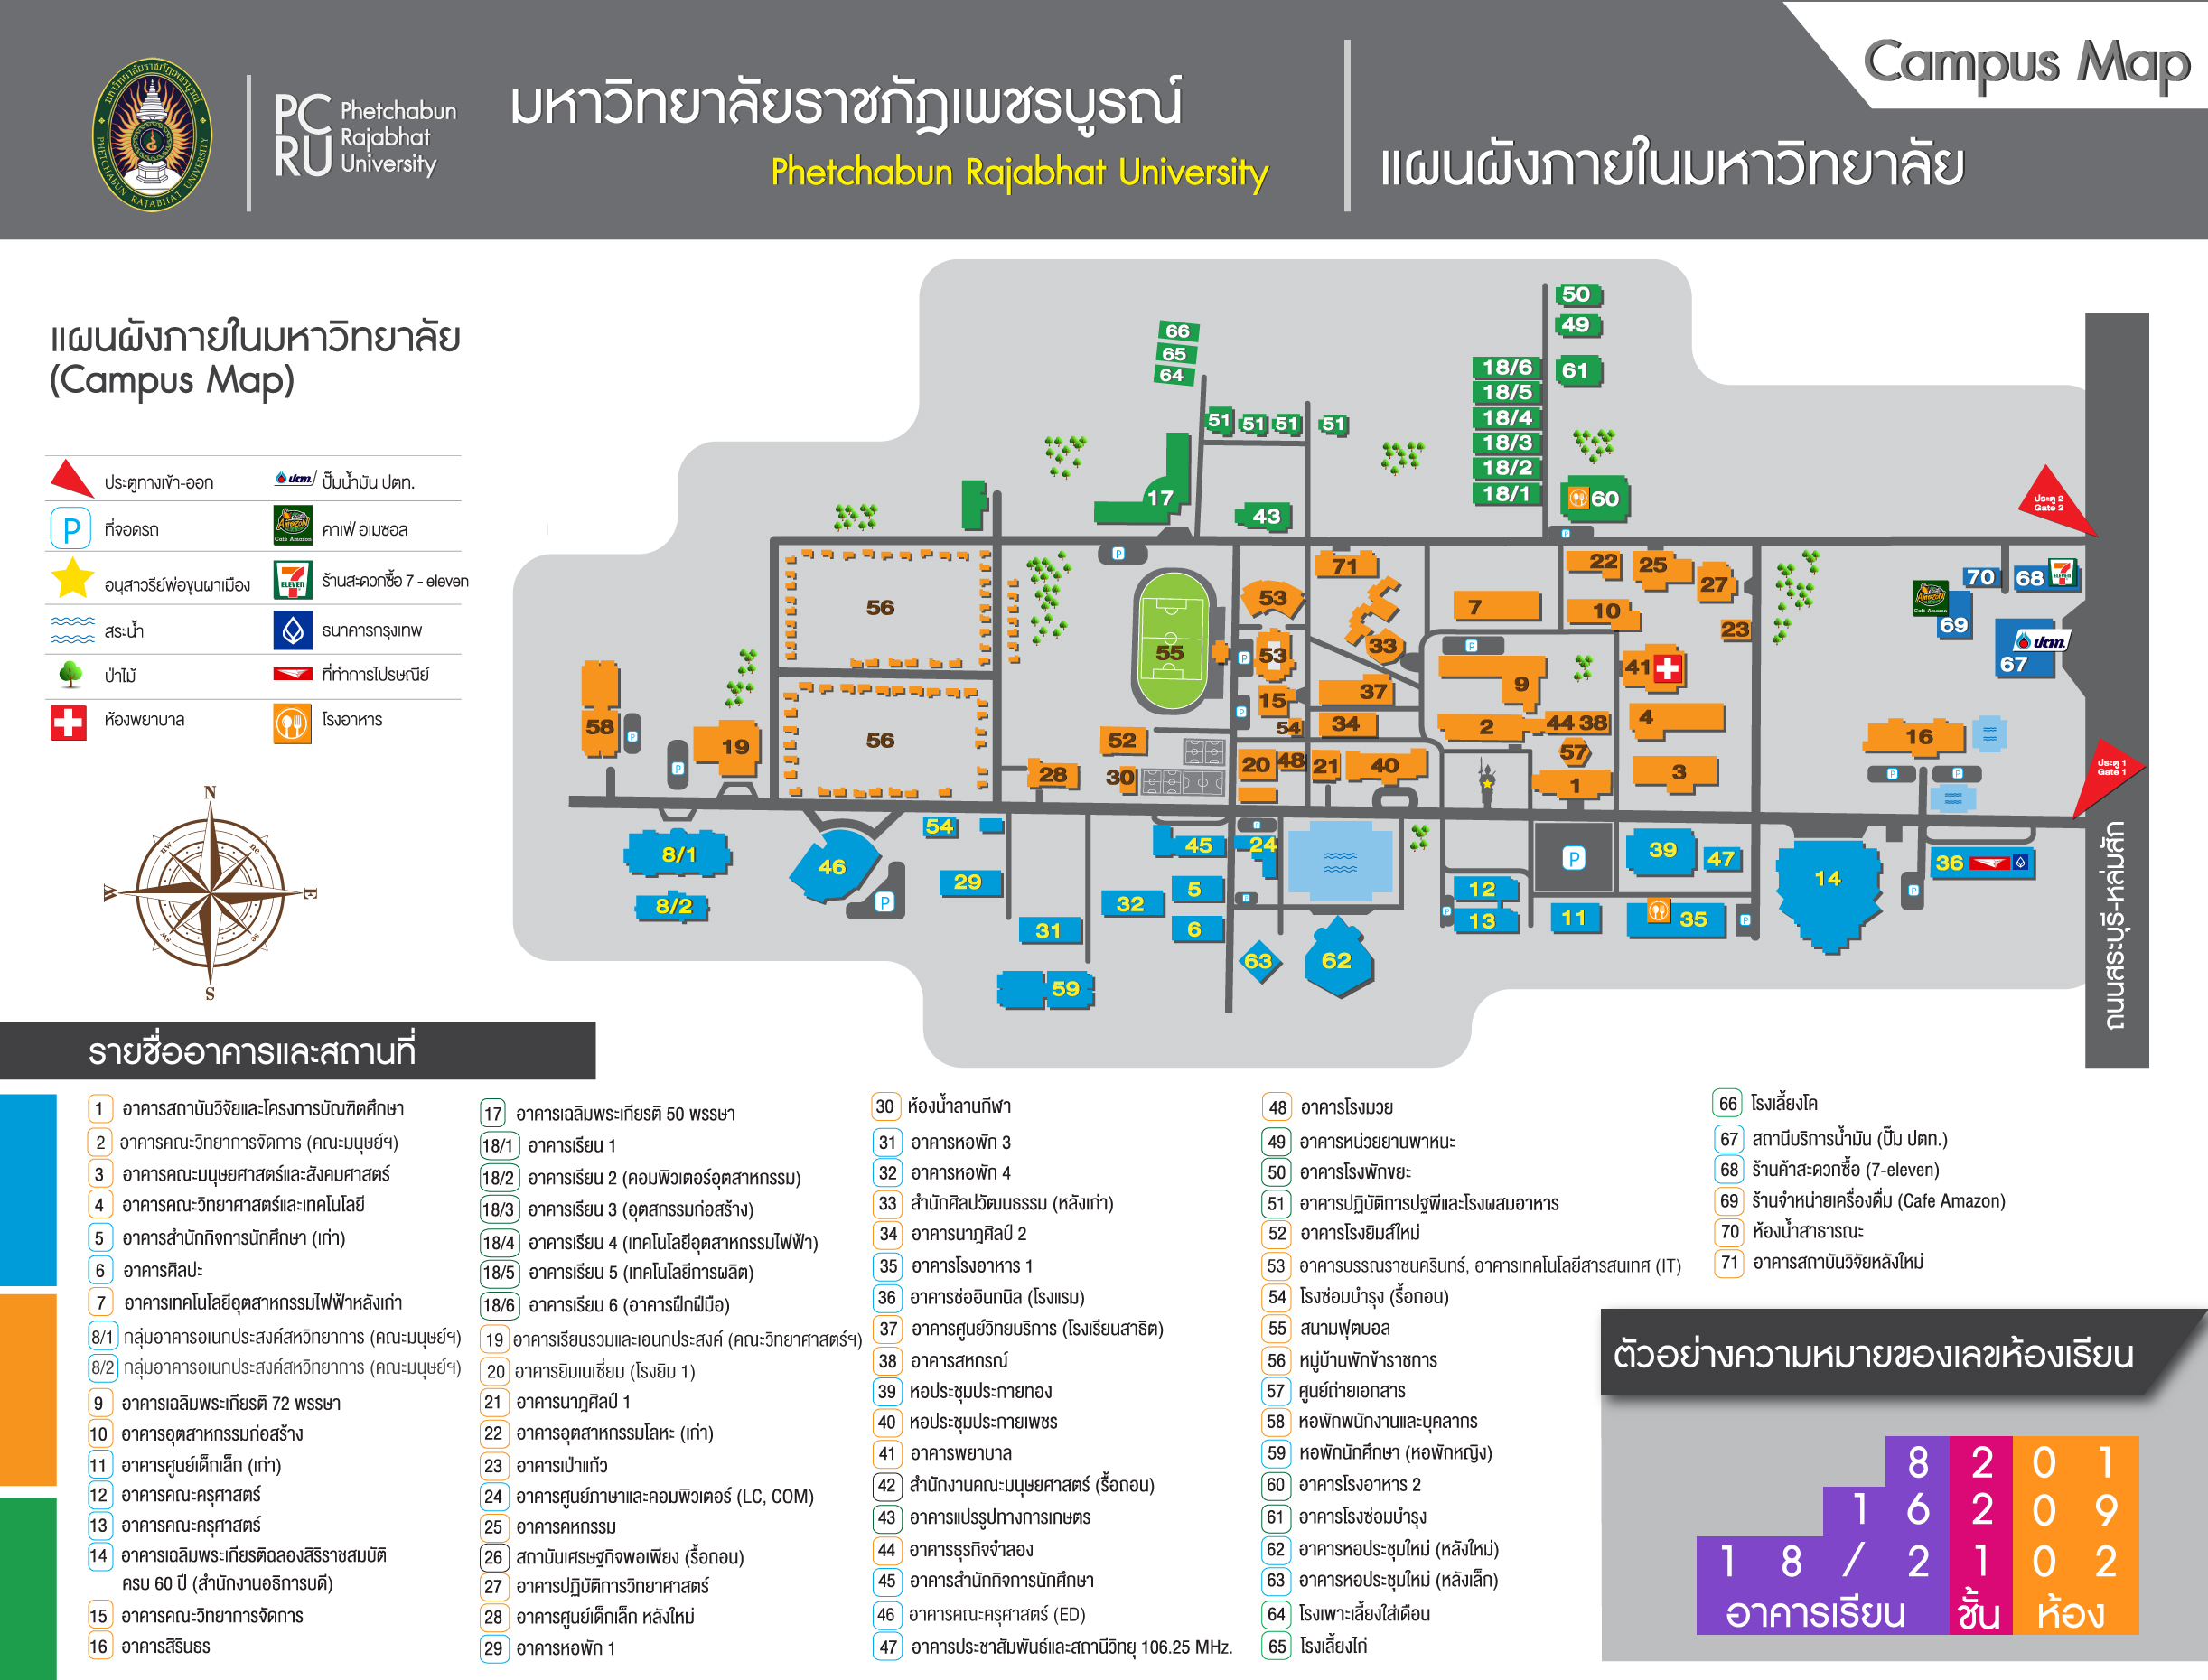 Campus Map
มหาวิทยาลัยราชภัฏเพชรบูรณ์
Phetchabun Rajabhat University
แผนผังภายในมหาวิทยาลัย
PCRU Phetchabun Rajabhat University
มหาวิทยาลัยราชภัฏเพชรบูรณ์
PHETCHABUN RAJABHAT UNIVERSITY
แผนผังภายในมหาวิทยาลัย
(Campus Map)
ประตูทางเข้า-ออก
ปตท. / ปั๊มน้ำมัน ปตท.
P ที่จอดรถ
AmazoN Cafe Amazon คาเฟ่ อเมซอล
อนุสาวรีย์พ่อขุนผาเมือง
7 ELEVEN ร้านสะดวกซื้อ 7 - eleven
สระน้ำ
ธนาคารกรุงเทพ
ป่าไม้
ที่ทำการไปรษณีย์
ห้องพยาบาล
โรงอาหาร
N
nw ne
W E
sw se
S
50
49
66
65
64
18/6 61
18/5
18/4
18/3
18/2
18/1
51 51 51 51
17
43
60
ประตู 2
Gate 2
P P
71 22 25 27
56 53 7 10
70 68 7 ELEVEN
AmazoN Cafe Amazon 69
55 P 53 33 P 23
41 9
ปตท. 67
15 37
58 P 19 56 52 P 54 34 2 44 38 4
57
16
P 28 30 20 48 21 40 1 3
P P
ประตู 1
Gate 1
54 P
8/1 46 45 24 P 39 47 14 36
29 5 12
8/2 P 32 P P P
31 6 13 11 35 P
63 62
59
ถนนสระบุรี-หล่มสัก
รายชื่ออาคารและสถานที่
1 อาคารสถาบันวิจัยและโครงการบัณฑิตศึกษา
2 อาคารคณะวิทยาการจัดการ (คณะมนุษย์ฯ)
3 อาคารคณะมนุษยศาสตร์และสังคมศาสตร์
4 อาคารคณะวิทยาศาสตร์และเทคโนโลยี
5 อาคารสำนักกิจการนักศึกษา (เก่า)
6 อาคารศิลปะ
7 อาคารเทคโนโลยีอุตสาหกรรมไฟฟ้าหลังเก่า
8/1 กลุ่มอาคารอเนกประสงค์สหวิทยาการ (คณะมนุษย์ฯ)
8/2 กลุ่มอาคารอเนกประสงค์สหวิทยาการ (คณะมนุษย์ฯ)
9 อาคารเฉลิมพระเกียรติ 72 พรรษา
10 อาคารอุตสาหกรรมก่อสร้าง
11 อาคารศูนย์เด็กเล็ก (เก่า)
12 อาคารคณะครุศาสตร์
13 อาคารคณะครุศาสตร์
14 อาคารเฉลิมพระเกียรติฉลองสิริราชสมบัติ
ครบ 60 ปี (สำนักงานอธิการบดี)
15 อาคารคณะวิทยาการจัดการ
16 อาคารสิรินธร
17 อาคารเฉลิมพระเกียรติ 50 พรรษา
18/1 อาคารเรียน 1
18/2 อาคารเรียน 2 (คอมพิวเตอร์อุตสาหกรรม)
18/3 อาคารเรียน 3 (อุตสกรรมก่อสร้าง)
18/4 อาคารเรียน 4 (เทคโนโลยีอุตสาหกรรมไฟฟ้า)
18/5 อาคารเรียน 5 (เทคโนโลยีการผลิต)
18/6 อาคารเรียน 6 (อาคารฝึกฝีมือ)
19 อาคารเรียนรวมและเอนกประสงค์ (คณะวิทยาศาสตร์ฯ)
20 อาคารยิมเนเซี่ยม (โรงยิม 1)
21 อาคารนาฏศิลป์ 1
22 อาคารอุตสาหกรรมโลหะ (เก่า)
23 อาคารเป่าแก้ว
24 อาคารศูนย์ภาษาและคอมพิวเตอร์ (LC, COM)
25 อาคารคหกรรม
26 สถาบันเศรษฐกิจพอเพียง (รื้อถอน)
27 อาคารปฏิบัติการวิทยาศาสตร์
28 อาคารศูนย์เด็กเล็ก หลังใหม่
29 อาคารหอพัก 1
30 ห้องน้ำลานกีฬา
31 อาคารหอพัก 3
32 อาคารหอพัก 4
33 สำนักศิลปวัฒนธรรม (หลังเก่า)
34 อาคารนาฏศิลป์ 2
35 อาคารโรงอาหาร 1
36 อาคารช่ออินทนิล (โรงแรม)
37 อาคารศูนย์วิทยบริการ (โรงเรียนสาธิต)
38 อาคารสหกรณ์
39 หอประชุมประกายทอง
40 หอประชุมประกายเพชร
41 อาคารพยาบาล
42 สำนักงานคณะมนุษยศาสตร์ (รื้อถอน)
43 อาคารแปรรูปทางการเกษตร
44 อาคารธุรกิจจำลอง
45 อาคารสำนักกิจการนักศึกษา
46 อาคารคณะครุศาสตร์ (ED)
47 อาคารประชาสัมพันธ์และสถานีวิทยุ 106.25 MHz.
48 อาคารโรงมวย
49 อาคารหน่วยยานพาหนะ
50 อาคารโรงพักขยะ
51 อาคารปฏิบัติการปฐพีและโรงผสมอาหาร
52 อาคารโรงยิมส์ใหม่
53 อาคารบรรณราชนครินทร์, อาคารเทคโนโลยีสารสนเทศ (IT)
54 โรงซ่อมบำรุง (รื้อถอน)
55 สนามฟุตบอล
56 หมู่บ้านพักข้าราชการ
57 ศูนย์ถ่ายเอกสาร
58 หอพักพนักงานและบุคลากร
59 หอพักนักศึกษา (หอพักหญิง)
60 อาคารโรงอาหาร 2
61 อาคารโรงซ่อมบำรุง
62 อาคารหอประชุมใหม่ (หลังใหม่)
63 อาคารหอประชุมใหม่ (หลังเล็ก)
64 โรงเพาะเลี้ยงใส่เดือน
65 โรงเลี้ยงไก่
66 โรงเลี้ยงโค
67 สถานีบริการน้ำมัน (ปั๊ม ปตท.)
68 ร้านค้าสะดวกซื้อ (7-eleven)
69 ร้านจำหน่ายเครื่องดื่ม (Cafe Amazon)
70 ห้องน้ำสาธารณะ
71 อาคารสถาบันวิจัยหลังใหม่
ตัวอย่างความหมายของเลขห้องเรียน
8 2 0 1
1 6 2 0 9
1 8 / 2 1 0 2
อาคารเรียน ชั้น ห้อง